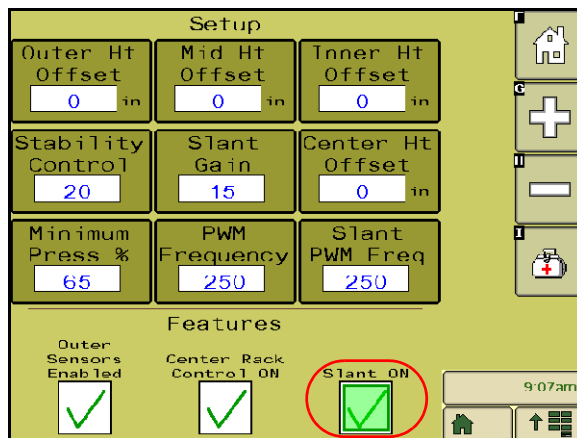 Setup
Outer Ht
Offset
0 in
Mid Ht
Offset
0 in
Inner Ht
Offset
0 in
Stability
Control
20
Slant
Gain
15
Center Ht
Offset
0 in
Minimum
Press %
65
PWM
Frequency
250
Slant
PWM Freq
250
Features
Outer
Sensors
Enabled
Center Rack
Control ON
Slant ON
G
I
9:07am